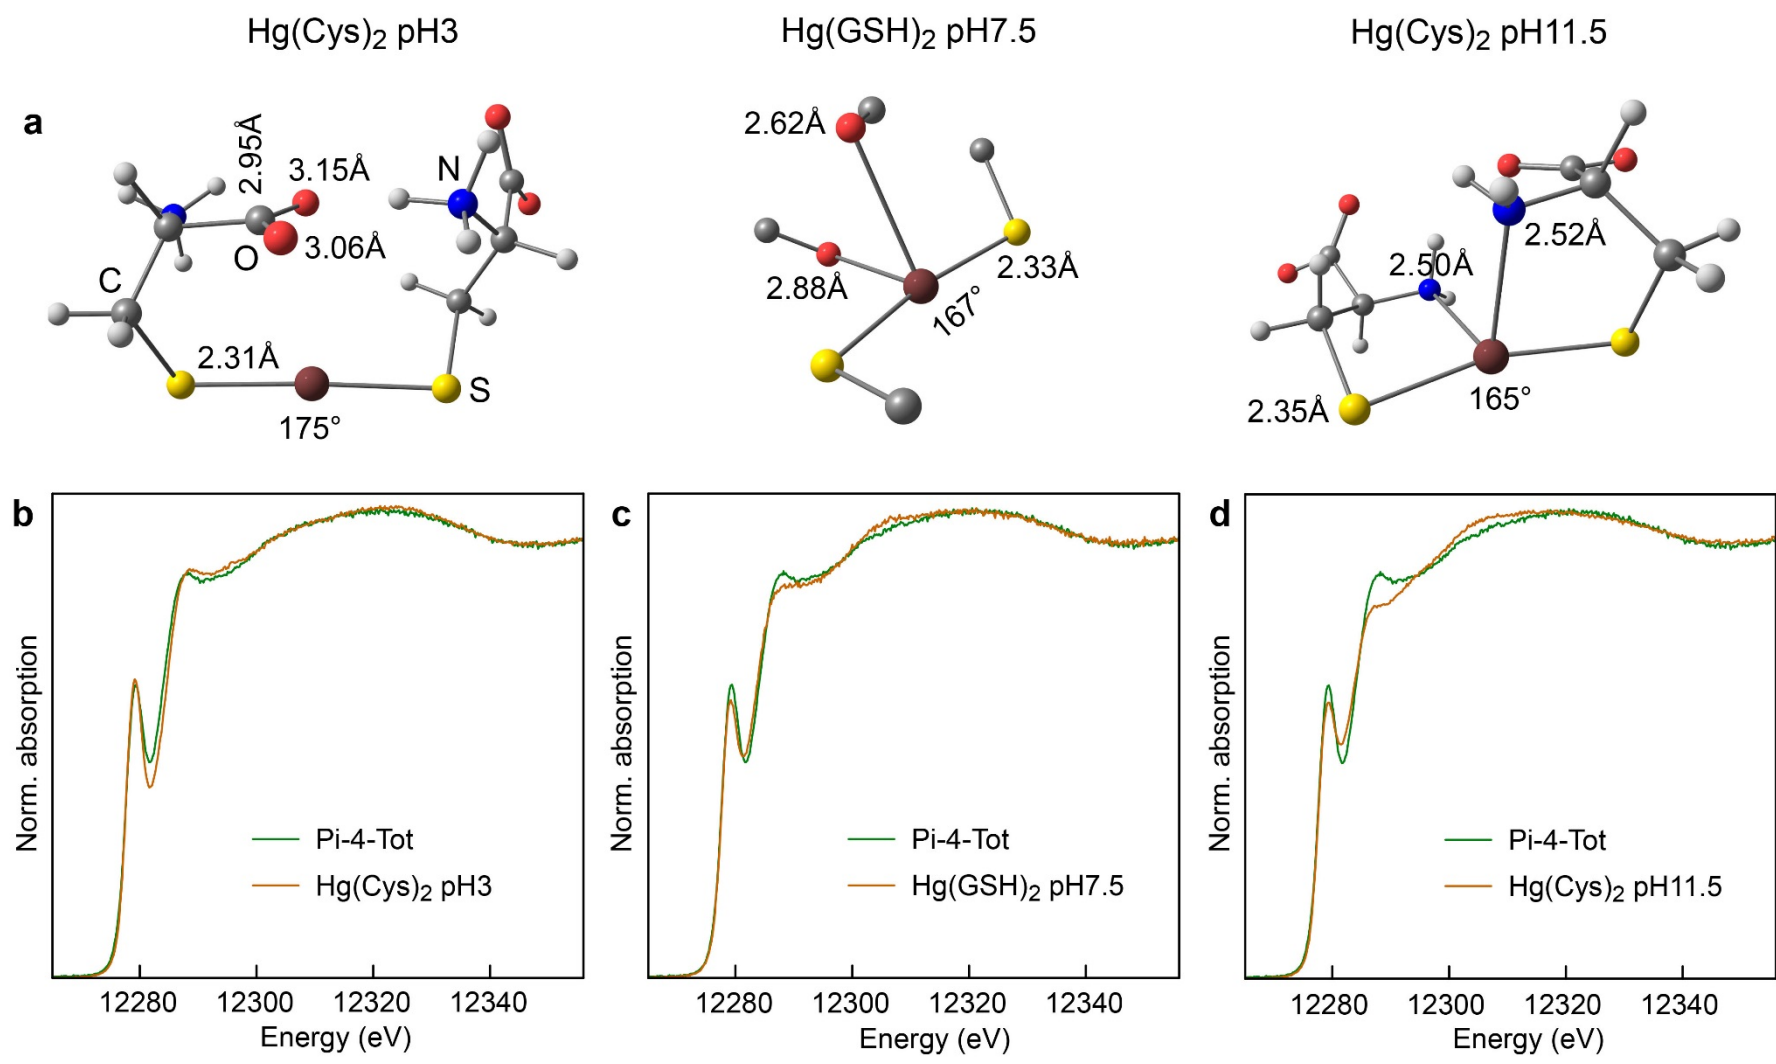 Hg(Cys)₂ pH3
Hg(GSH)₂ pH7.5
Hg(Cys)₂ pH11.5
a
2.95Å
3.15Å
3.06Å
N
O
C
2.31Å
175°
S
2.62Å
2.88Å
2.33Å
167°
2.52Å
2.50Å
2.35Å
165°
b
Norm. absorption
Pi-4-Tot
Hg(Cys)₂ pH3
12280 12300 12320 12340
Energy (eV)
c
Norm. absorption
Pi-4-Tot
Hg(GSH)₂ pH7.5
12280 12300 12320 12340
Energy (eV)
d
Norm. absorption
Pi-4-Tot
Hg(Cys)₂ pH11.5
12280 12300 12320 12340
Energy (eV)